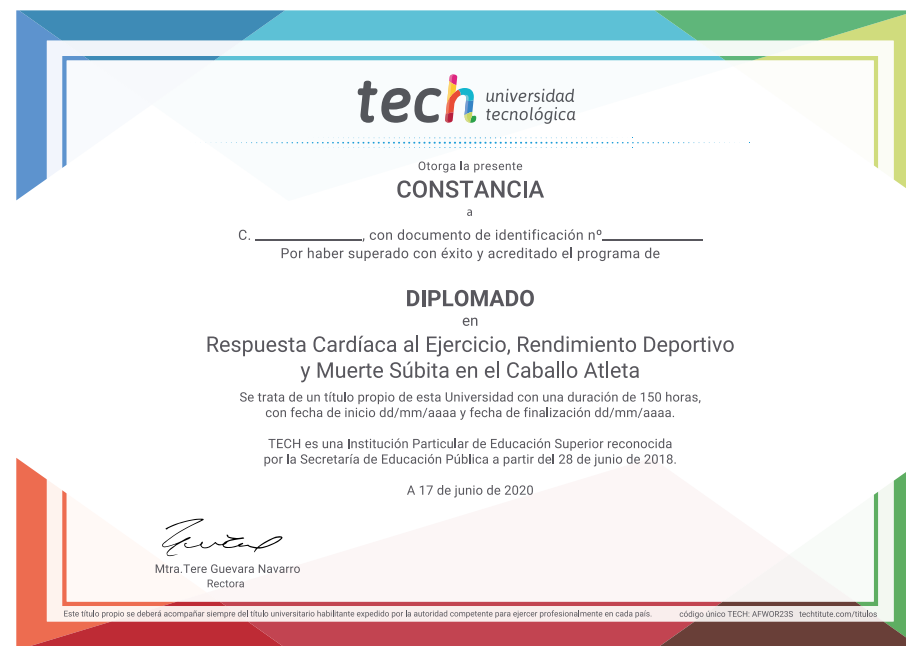 tech universidad
tecnológica
Otorga la presente
CONSTANCIA
a
C. ____________, con documento de identificación nº____________
Por haber superado con éxito y acreditado el programa de
DIPLOMADO
en
Respuesta Cardíaca al Ejercicio, Rendimiento Deportivo
y Muerte Súbita en el Caballo Atleta
Se trata de un título propio de esta Universidad con una duración de 150 horas,
con fecha de inicio dd/mm/aaaa y fecha de finalización dd/mm/aaaa.
TECH es una Institución Particular de Educación Superior reconocida
por la Secretaría de Educación Pública a partir del 28 de junio de 2018.
A 17 de junio de 2020
Mtra.Tere Guevara Navarro
Rectora
Este título propio se deberá acompañar siempre del título universitario habilitante expedido por la autoridad competente para ejercer profesionalmente en cada país. código único TECH: AFWOR23S techtitute.com/titulos